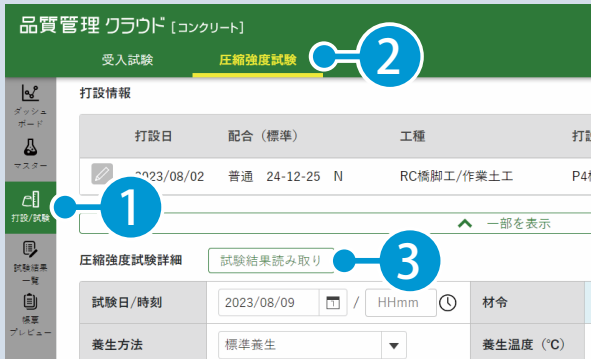 品質管理 クラウド [コンクリート]
受入試験
圧縮強度試験
2
ダッシュ
ボード
マスター
打設/試験
1
試験結果
一覧
帳票
プレビュー
打設情報
打設日 配合（標準） 工種 打設
2023/08/02 普通 24-12-25 N RC橋脚工/作業土工 P4橋
一部を表示
圧縮強度試験詳細 試験結果読み取り 3
試験日/時刻 2023/08/09 / HHmm 材令
養生方法 標準養生 養生温度（℃）